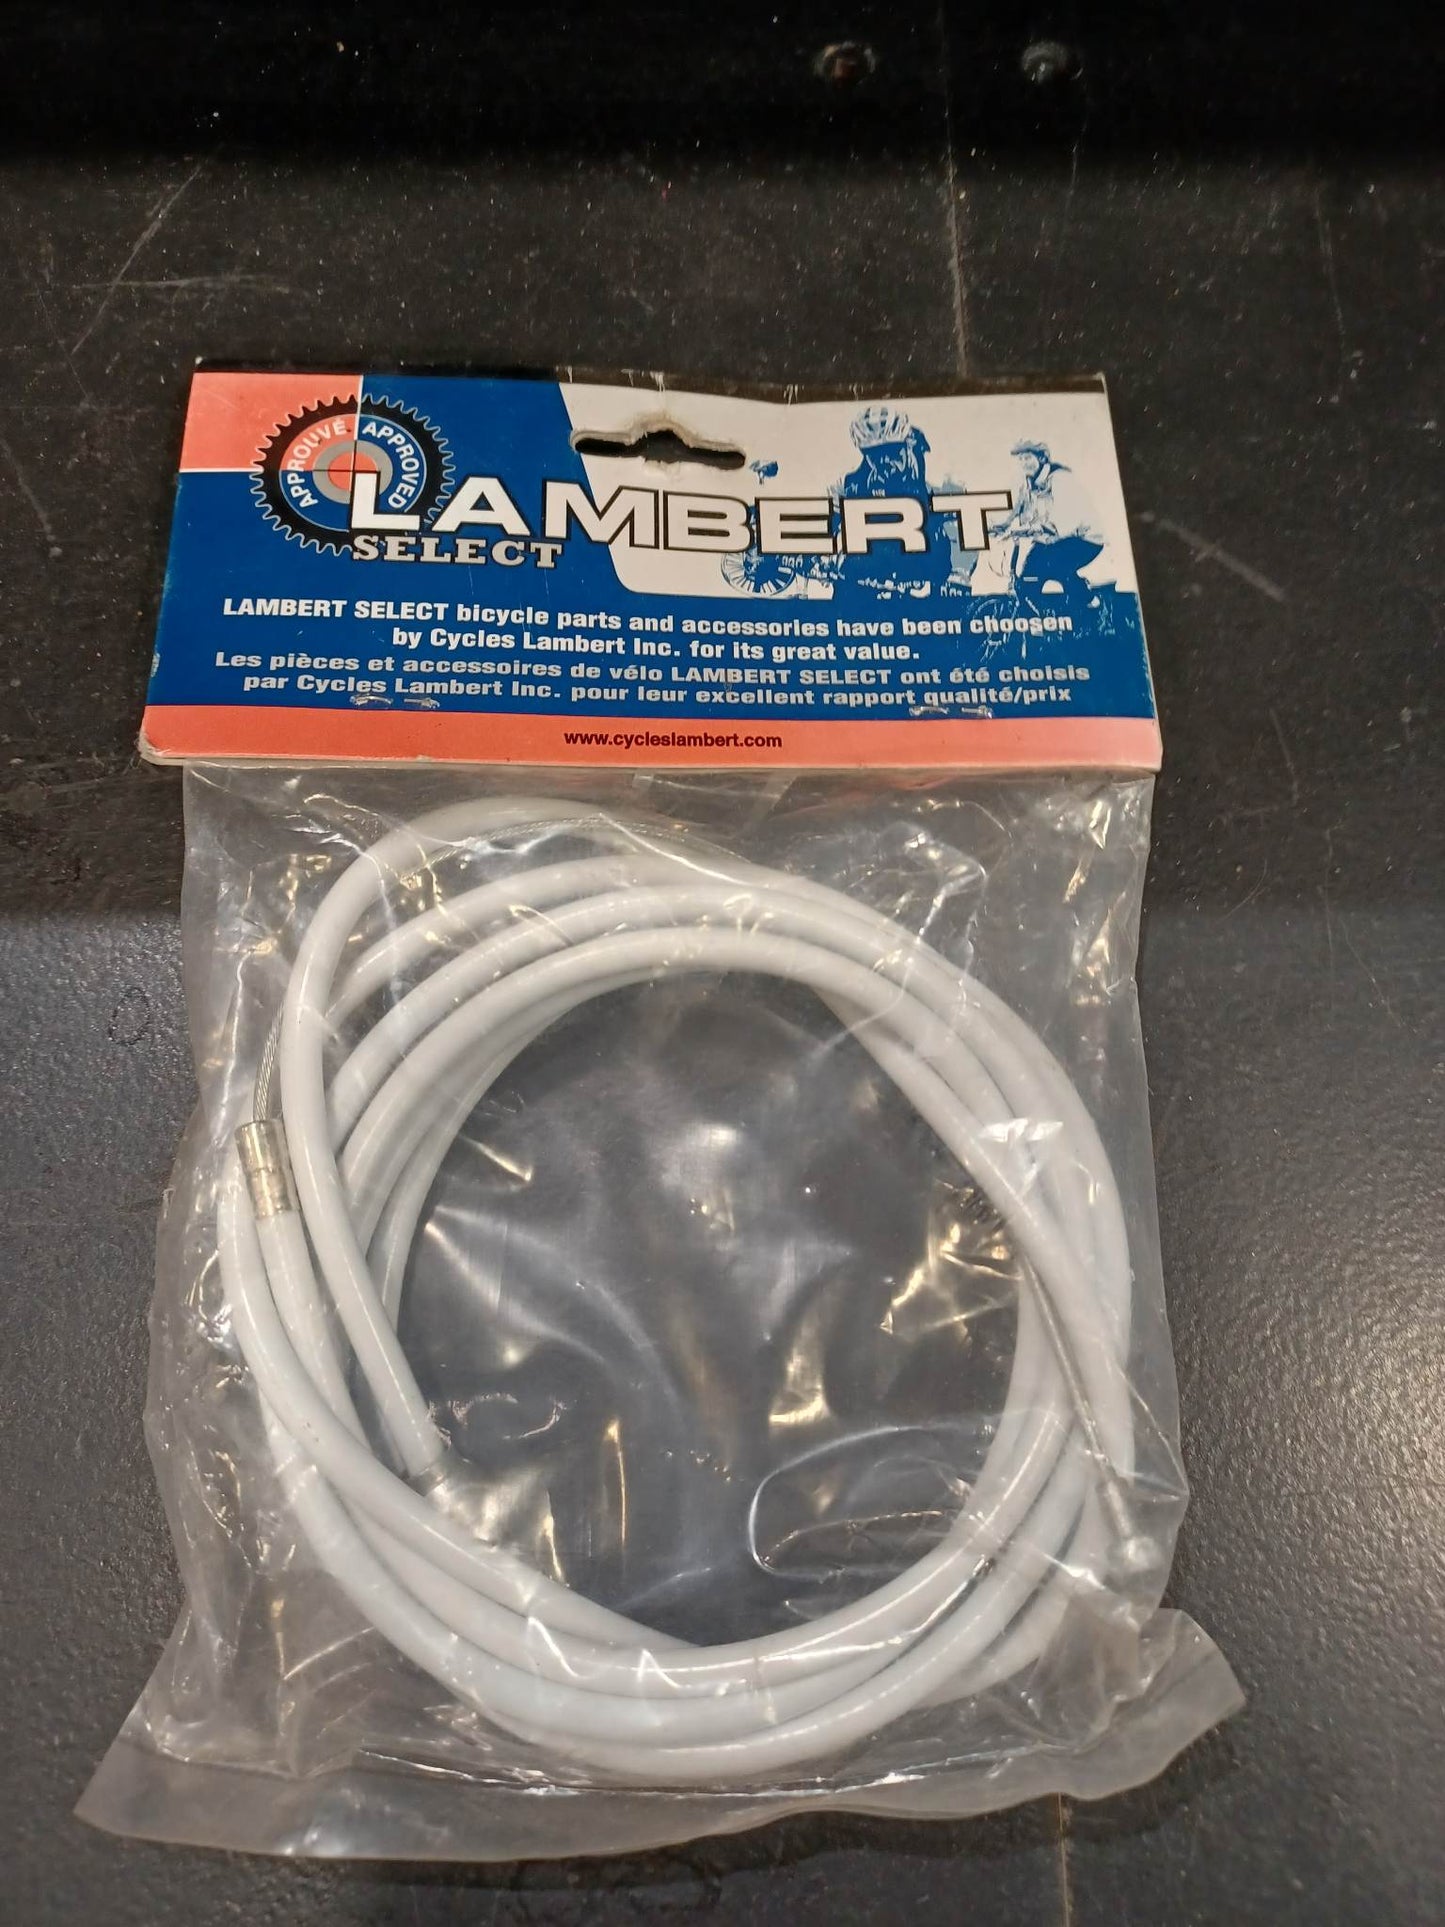 APPROUVÉ APPROVED
LAMBERT
SELECT
LAMBERT SELECT bicycle parts and accessories have been choosen
by Cycles Lambert Inc. for its great value.
Les pièces et accessoires de vélo LAMBERT SELECT ont été choisis
par Cycles Lambert Inc. pour leur excellent rapport qualité/prix
www.cycleslambert.com